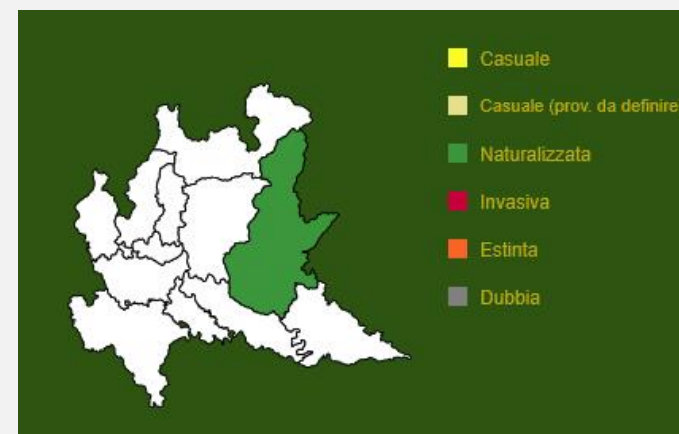 Casuale
Casuale (prov. da definire
Naturalizzata
Invasiva
Estinta
Dubbia